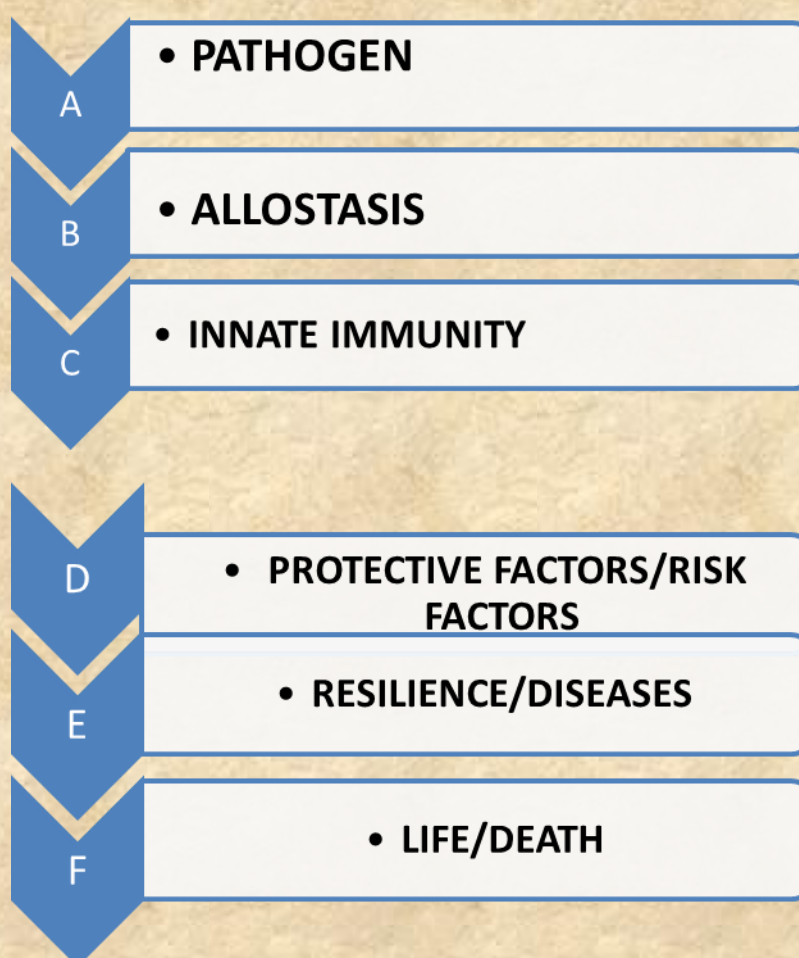 A
• PATHOGEN
B
• ALLOSTASIS
C
• INNATE IMMUNITY
D
• PROTECTIVE FACTORS/RISK
FACTORS
E
• RESILIENCE/DISEASES
F
• LIFE/DEATH